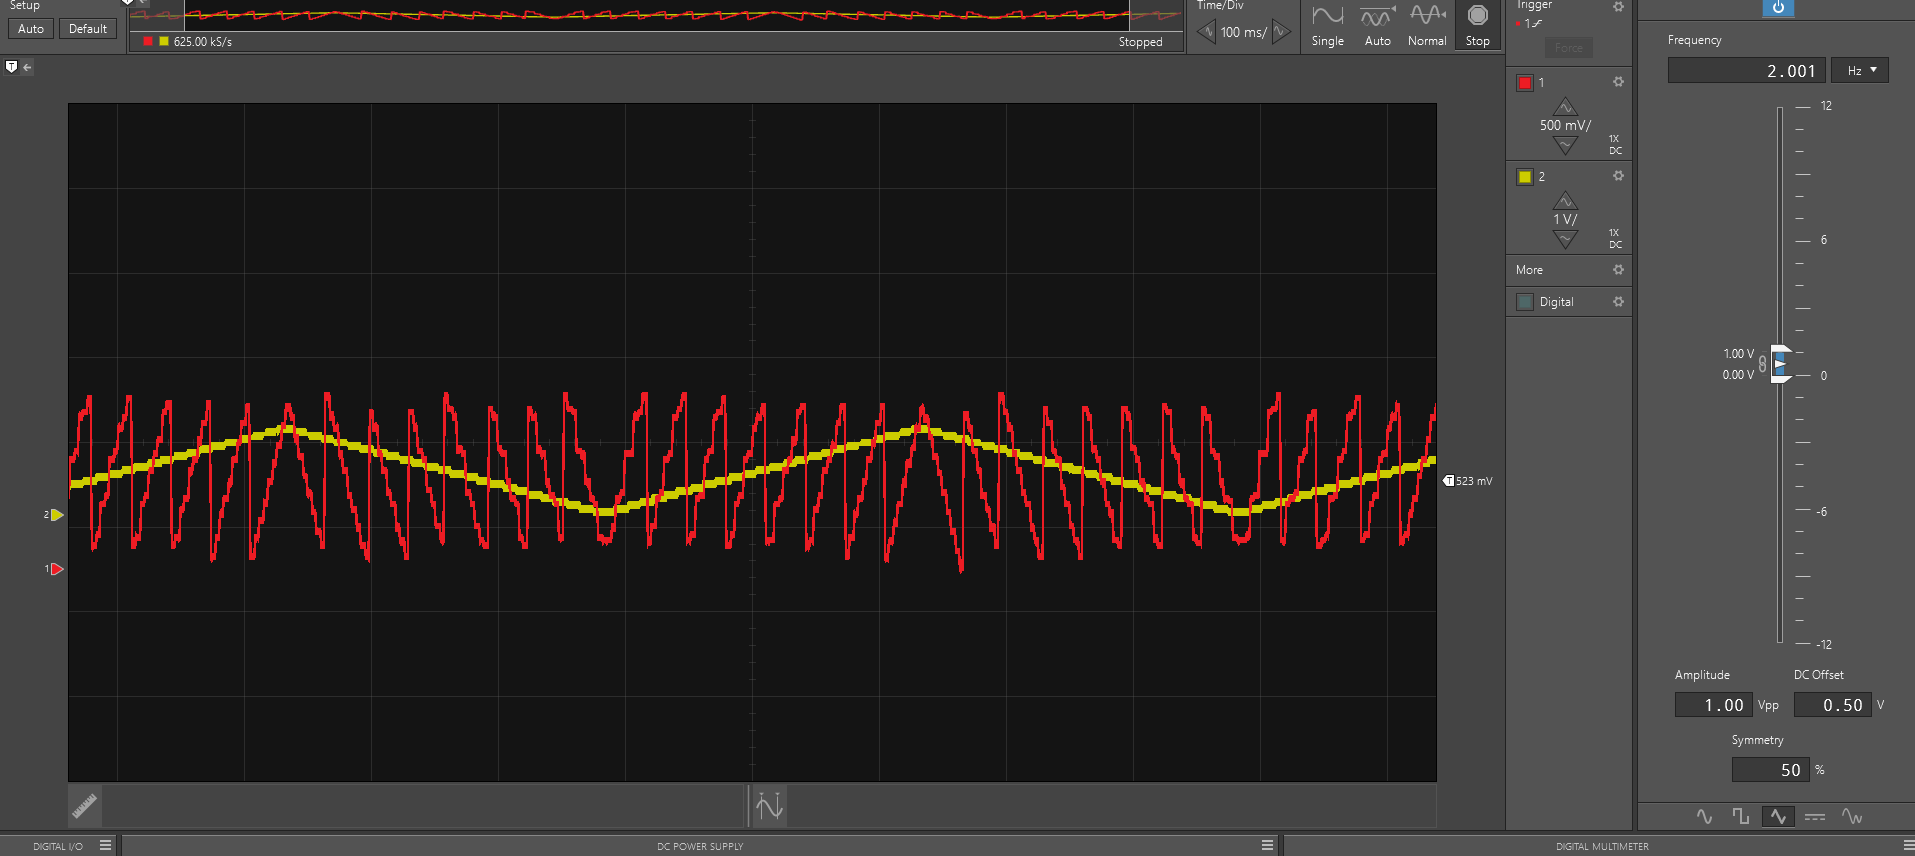 Setup
Auto
Default
625.00 kS/s
Stopped
Time/Div
100 ms/
Single
Auto
Normal
Stop
Trigger
1
Force
T
1
500 mV/
1X
DC
2
1 V/
1X
DC
More
Digital
2
1
T 523 mV
Frequency
2.001
Hz
12
6
1.00 V
0.00 V
0
-6
-12
Amplitude
DC Offset
1.00 Vpp
0.50 V
Symmetry
50 %
DIGITAL I/O
DC POWER SUPPLY
DIGITAL MULTIMETER